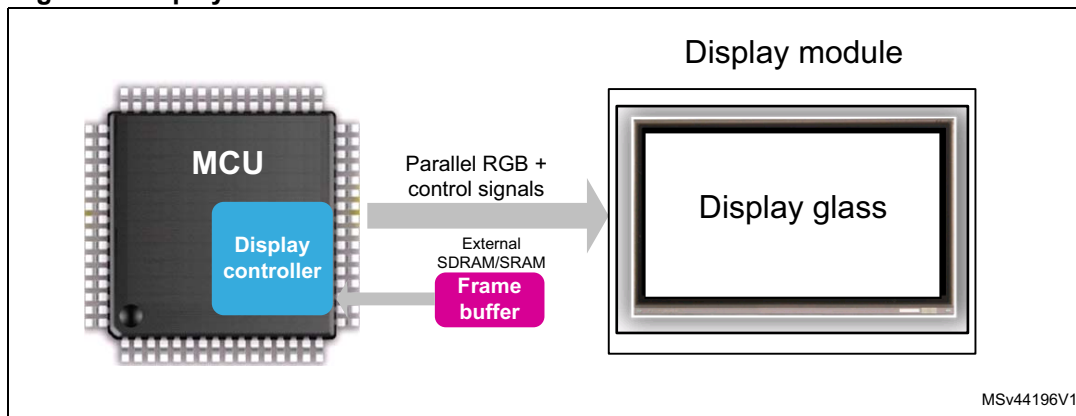 Display module
MCU
Parallel RGB +
control signals
Display glass
Display
controller
External
SDRAM/SRAM
Frame
buffer
MSv44196V1